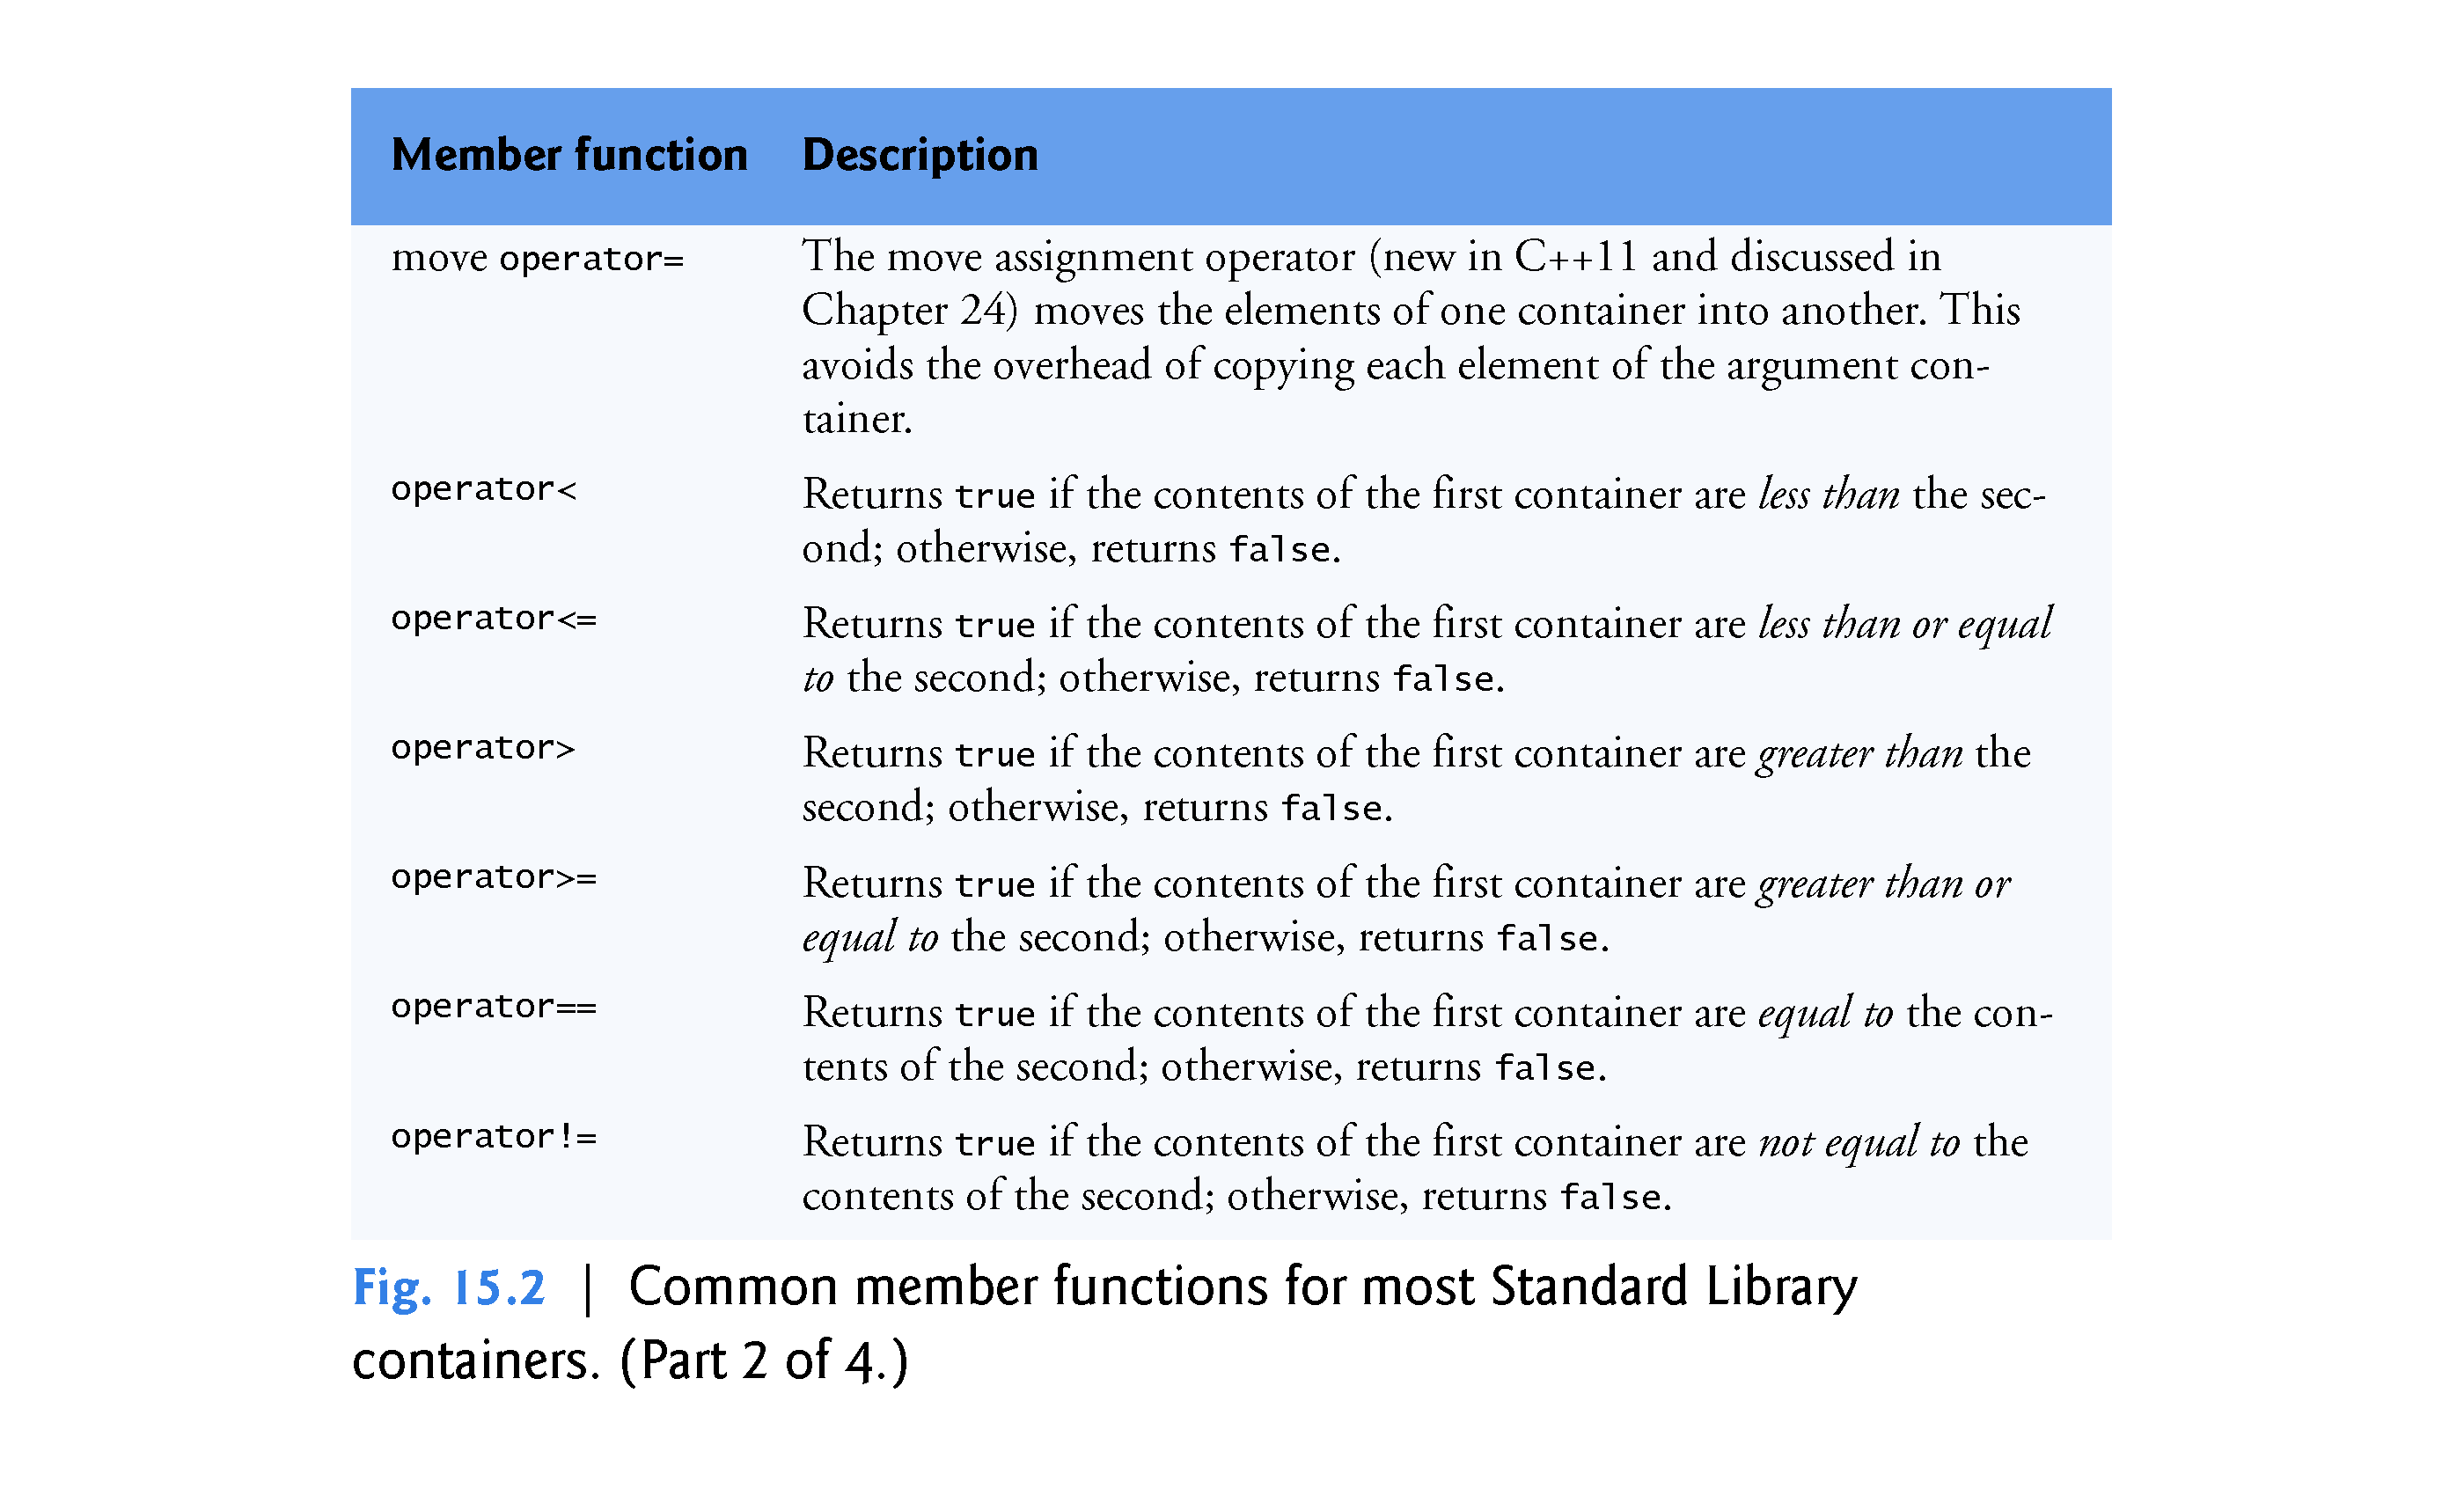 Member function Description
move operator= The move assignment operator (new in C++11 and discussed in
Chapter 24) moves the elements of one container into another. This
avoids the overhead of copying each element of the argument con-
tainer.
operator< Returns true if the contents of the first container are less than the sec-
ond; otherwise, returns false.
operator<= Returns true if the contents of the first container are less than or equal
to the second; otherwise, returns false.
operator> Returns true if the contents of the first container are greater than the
second; otherwise, returns false.
operator>= Returns true if the contents of the first container are greater than or
equal to the second; otherwise, returns false.
operator== Returns true if the contents of the first container are equal to the con-
tents of the second; otherwise, returns false.
operator!= Returns true if the contents of the first container are not equal to the
contents of the second; otherwise, returns false.
Fig. 15.2 | Common member functions for most Standard Library
containers. (Part 2 of 4.)